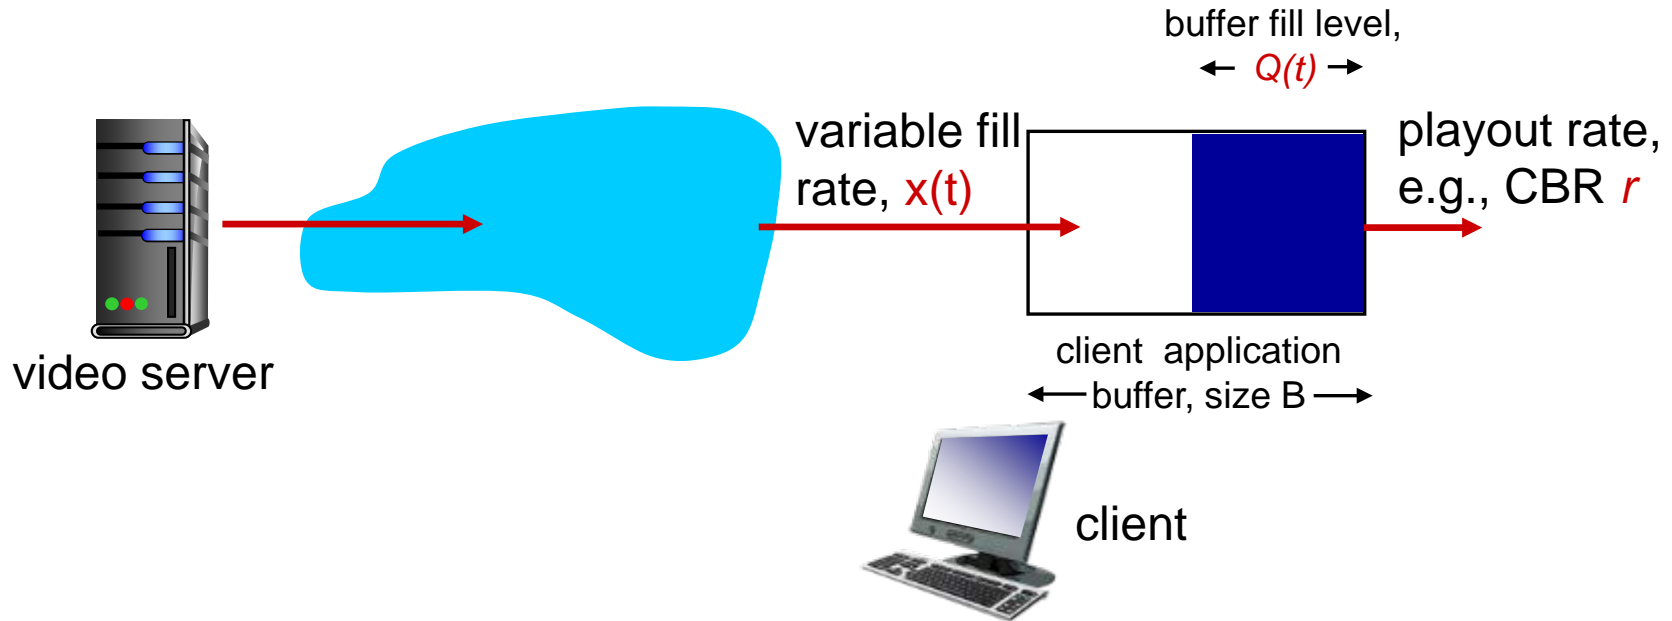 buffer fill level,
Q(t)
variable fill
rate, x(t)
playout rate,
e.g., CBR r
video server
client application
buffer, size B
client